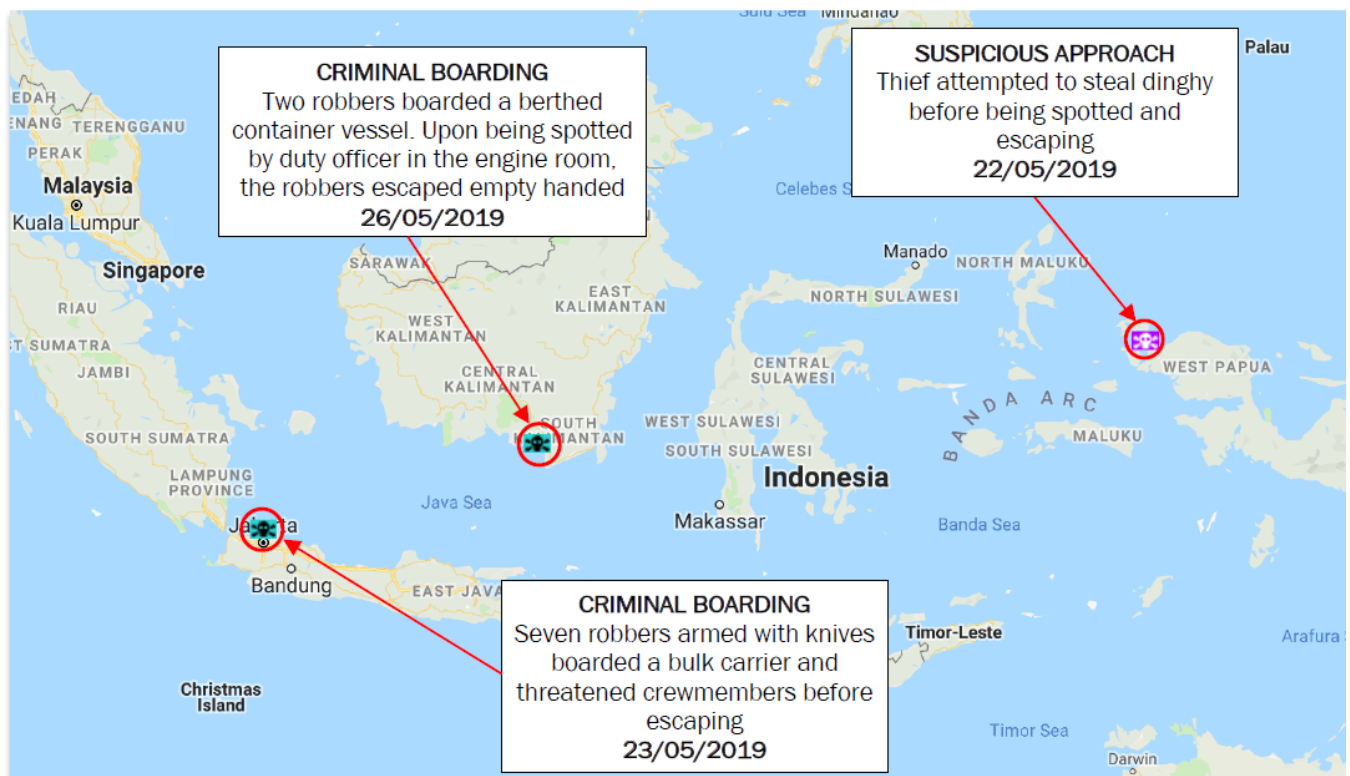 Sulu Sea
Mindanao
Palau
CRIMINAL BOARDING
Two robbers boarded a berthed
container vessel. Upon being spotted
by duty officer in the engine room,
the robbers escaped empty handed
26/05/2019
SUSPICIOUS APPROACH
Thief attempted to steal dinghy
before being spotted and
escaping
22/05/2019
EDAH
TERENGGANU
PERAK
Malaysia
Kuala Lumpur
Singapore
RIAU
ST SUMATRA
JAMBI
SOUTH SUMATRA
LAMPUNG
PROVINCE
SARAWAK
WEST
KALIMANTAN
EAST
KALIMANTAN
CENTRAL
KALIMANTAN
SOUTH
Celebes S
Manado
NORTH MALUKU
NORTH SULAWESI
CENTRAL
SULAWESI
WEST SULAWESI
SOUTH SULAWESI
WEST PAPUA
BANDA ARC
MALUKU
Indonesia
Makassar
Java Sea
Banda Sea
Bandung
EAST JAVA
CRIMINAL BOARDING
Seven robbers armed with knives
boarded a bulk carrier and
threatened crewmembers before
escaping
23/05/2019
Timor-Leste
Arafura S
Christmas
Island
Timor Sea
Darwin